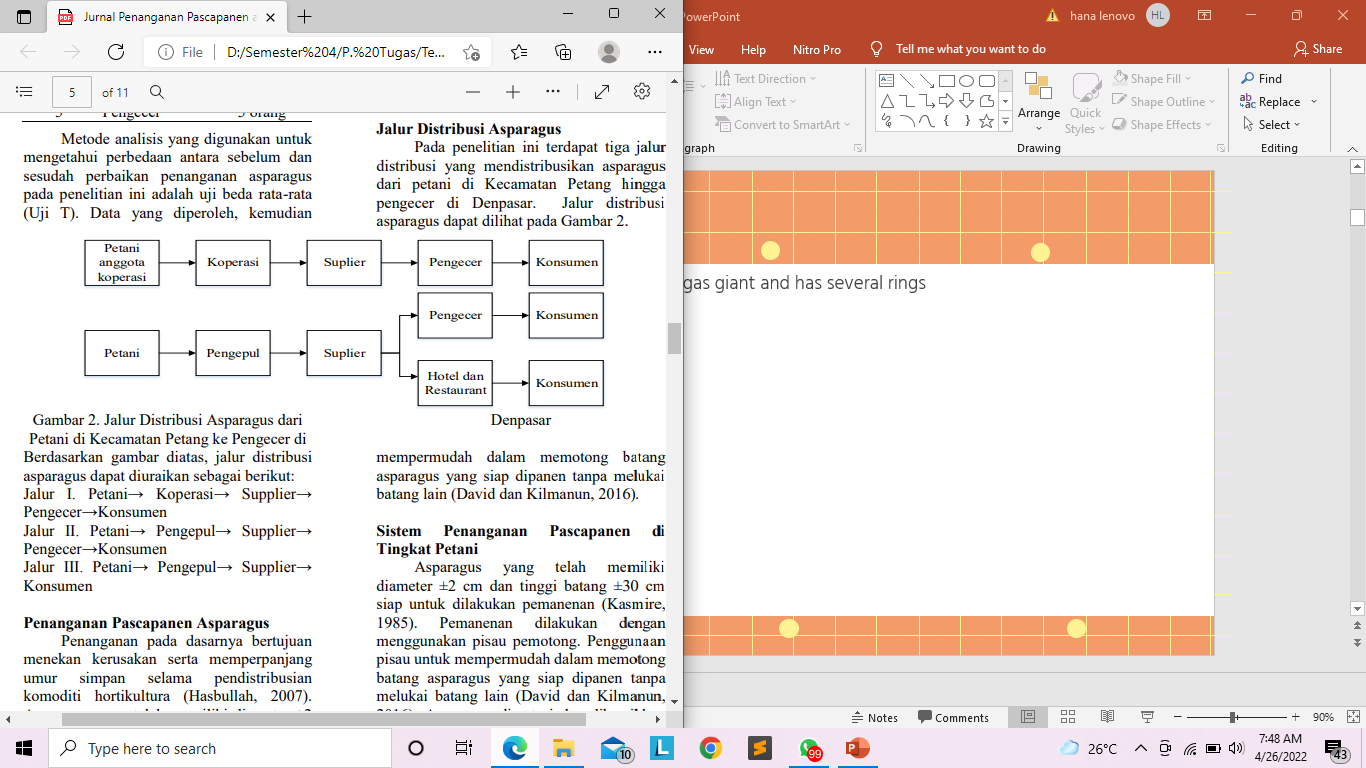 Jurnal Penanganan Pascapanen a
File
D:/Semester%204/P.%20Tugas/Te...
5
of 11
Pengecer
5 orang
Metode analisis yang digunakan untuk
mengetahui perbedaan antara sebelum dan
sesudah perbaikan penanganan asparagus
pada penelitian ini adalah uji beda rata-rata
(Uji T). Data yang diperoleh, kemudian
Jalur Distribusi Asparagus
Pada penelitian ini terdapat tiga jalur
distribusi yang mendistribusikan asparagus
dari petani di Kecamatan Petang hingga
pengecer di Denpasar. Jalur distribusi
asparagus dapat dilihat pada Gambar 2.
Petani
anggota
koperasi
Koperasi
Suplier
Pengecer
Konsumen
Pengecer
Konsumen
Petani
Pengepul
Suplier
Hotel dan
Restaurant
Konsumen
Gambar 2. Jalur Distribusi Asparagus dari
Petani di Kecamatan Petang ke Pengecer di
Denpasar
Berdasarkan gambar diatas, jalur distribusi
asparagus dapat diuraikan sebagai berikut:
Jalur I. Petani→ Koperasi→ Supplier→
Pengecer→Konsumen
Jalur II. Petani→ Pengepul→ Supplier→
Pengecer→Konsumen
Jalur III. Petani→ Pengepul→ Supplier→
Konsumen
Penanganan Pascapanen Asparagus
Penanganan pada dasarnya bertujuan
menekan kerusakan serta memperpanjang
umur simpan selama pendistribusian
komoditi hortikultura (Hasbullah, 2007).
mempermudah dalam memotong batang
asparagus yang siap dipanen tanpa melukai
batang lain (David dan Kilmanun, 2016).
Sistem Penanganan Pascapanen di
Tingkat Petani
Asparagus yang telah memiliki
diameter ±2 cm dan tinggi batang ±30 cm
siap untuk dilakukan pemanenan (Kasmire,
1985). Pemanenan dilakukan dengan
menggunakan pisau pemotong. Penggunaan
pisau untuk mempermudah dalam memotong
batang asparagus yang siap dipanen tanpa
melukai batang lain (David dan Kilmanun,
PowerPoint
hana lenovo
HL
View
Help
Nitro Pro
Tell me what you want to do
Share
Text Direction
Align Text
Convert to SmartArt
graph
Arrange
Quick
Styles
Shape Fill
Shape Outline
Shape Effects
Drawing
Find
Replace
Select
Editing
gas giant and has several rings
Notes
Comments
90%
Type here to search
10
L
99
26°C
7:48 AM
4/26/2022
43